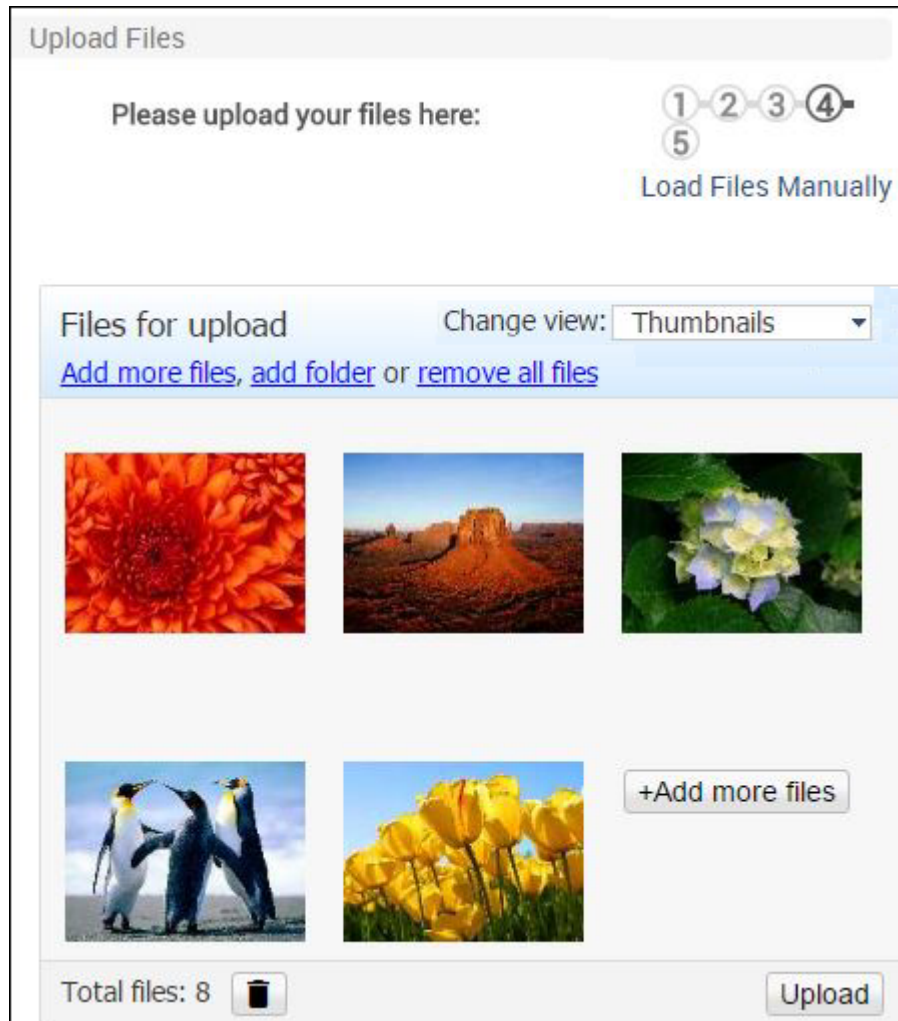 Upload Files
Please upload your files here:
1 2 3 4
5
Load Files Manually
Files for upload
Change view: Thumbnails
Add more files, add folder or remove all files
+Add more files
Total files: 8
Upload